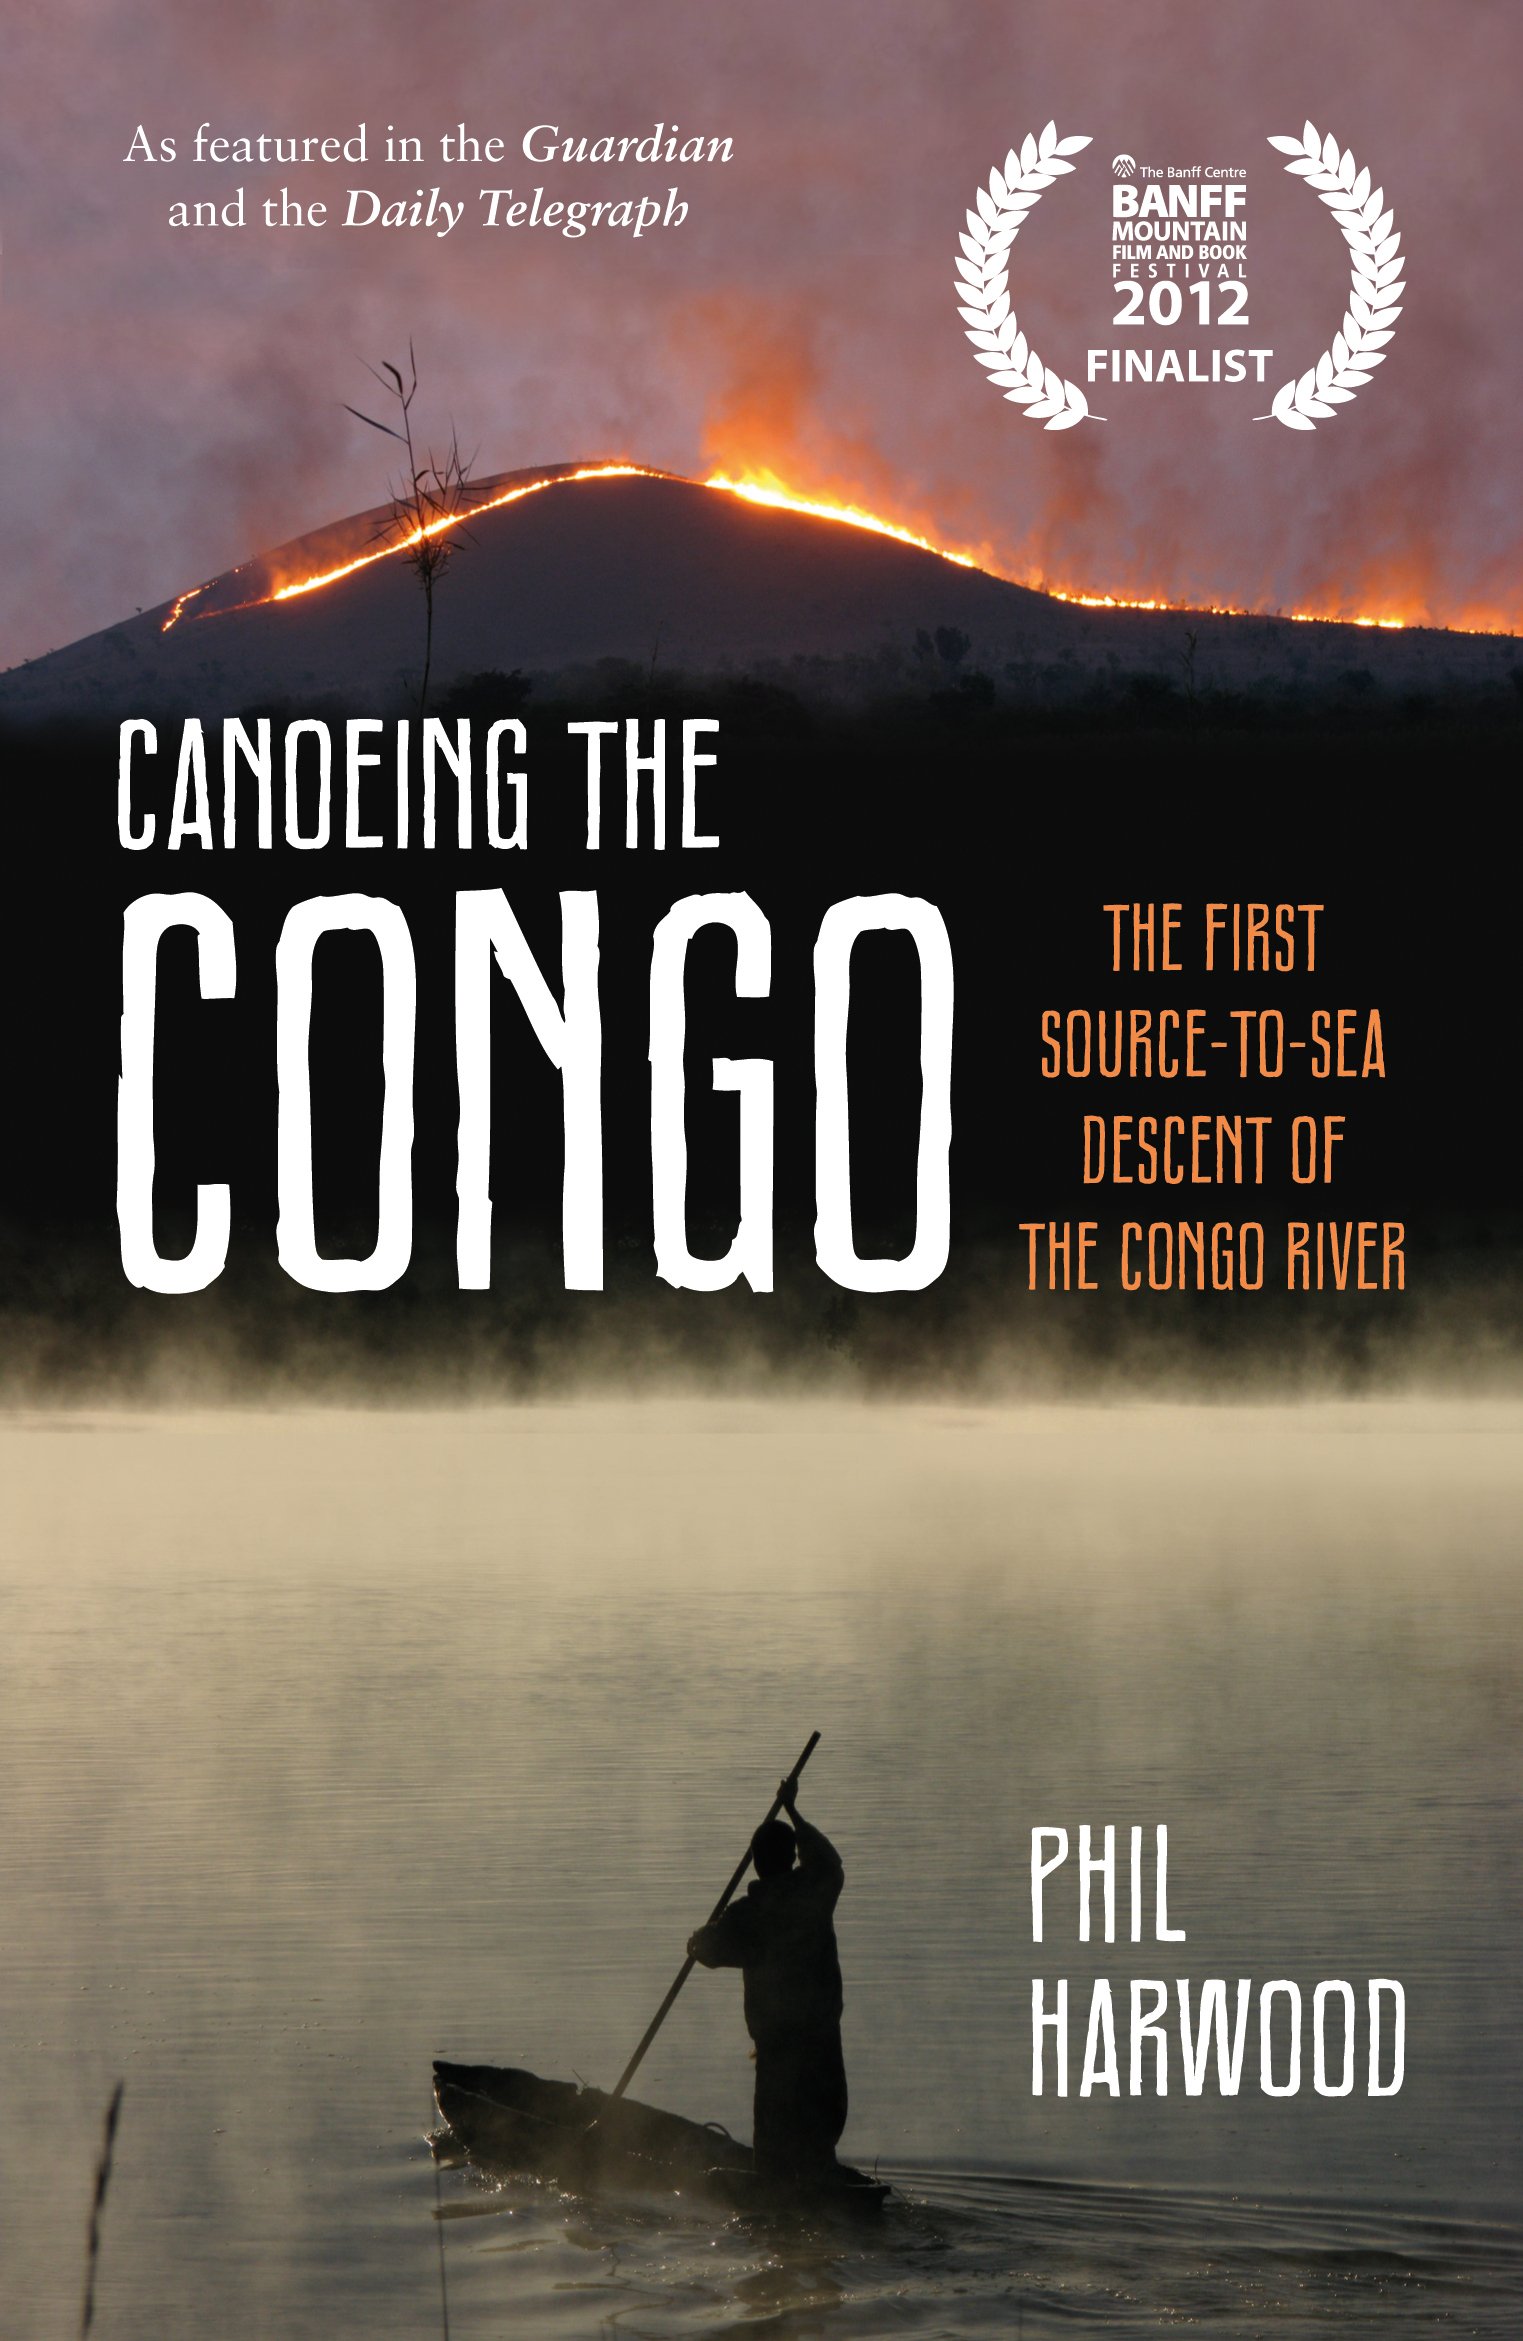 As featured in the Guardian
and the Daily Telegraph
The Banff Centre
BANFF
MOUNTAIN
FILM AND BOOK
FESTIVAL
2012
FINALIST
CANOEING THE
CONGO
THE FIRST
SOURCE-TO-SEA
DESCENT OF
THE CONGO RIVER
PHIL
HARWOOD